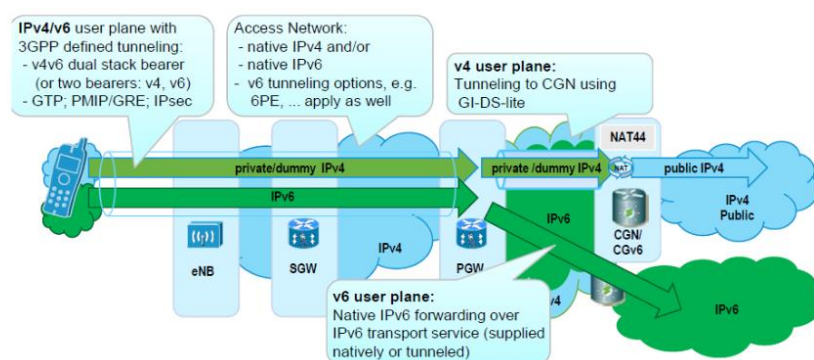 IPv4/v6 user plane with
3GPP defined tunneling:
- v4v6 dual stack bearer
(or two bearers: v4, v6)
- GTP; PMIP/GRE; IPsec
Access Network:
- native IPv4 and/or
- native IPv6
- v6 tunneling options, e.g.
6PE, ... apply as well
v4 user plane:
Tunneling to CGN using
GI-DS-lite
NAT44
private/dummy IPv4
private /dummy IPv4
NAT
public IPv4
IPv6
IPv4
Public
IPv6
CGN/
CGv6
eNB
SGW
IPv4
PGW
v4
IPv6
v6 user plane:
Native IPv6 forwarding over
IPv6 transport service (supplied
natively or tunneled)